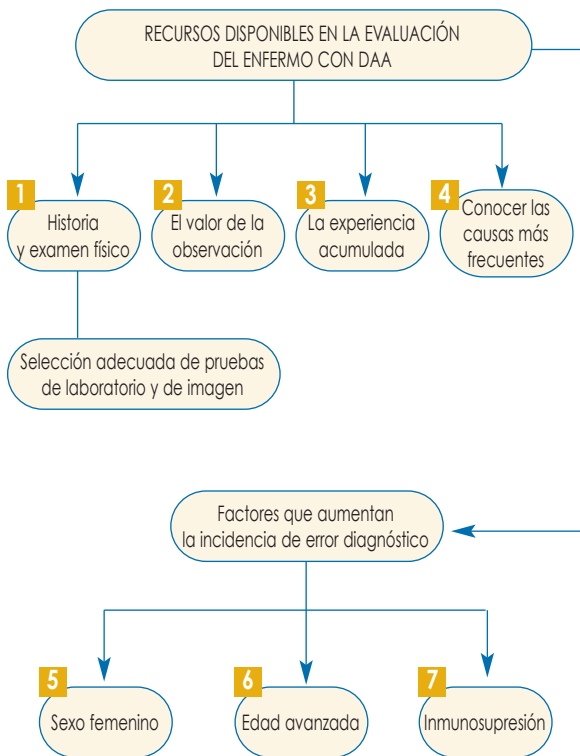 RECURSOS DISPONIBLES EN LA EVALUACIÓN
DEL ENFERMO CON DAA
1
Historia
y examen físico
2
El valor de la
observación
3
La experiencia
acumulada
4
Conocer las
causas más
frecuentes
Selección adecuada de pruebas
de laboratorio y de imagen
Factores que aumentan
la incidencia de error diagnóstico
5
Sexo femenino
6
Edad avanzada
7
Inmunosupresión